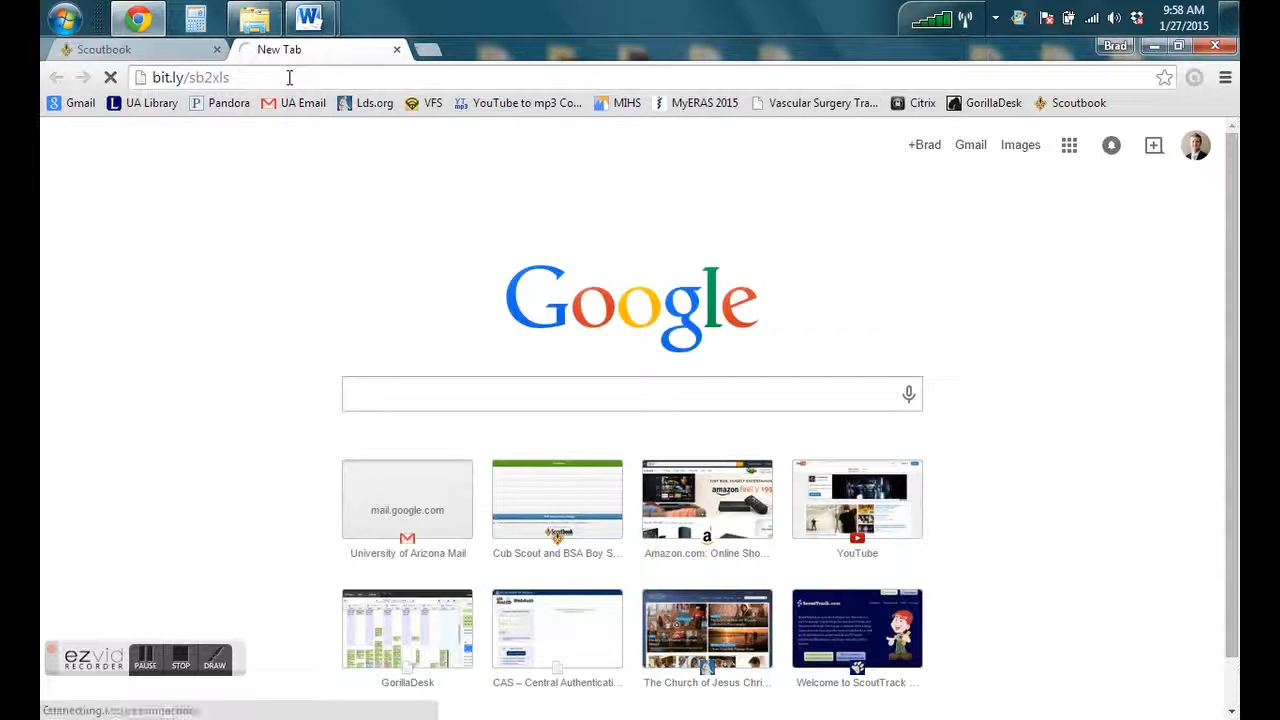 9:58 AM
1/27/2015
Scoutbook
New Tab
Brad
bit.ly/sb2xls
Gmail
UA Library
Pandora
UA Email
Lds.org
VFS
YouTube to mp3 Co...
MIHS
MyERAS 2015
Vascular Surgery Tra...
Citrix
GorillaDesk
Scoutbook
+Brad
Gmail
Images
Google
mail.google.com
University of Arizona Mail
Cub Scout and BSA Boy S...
Amazon.com: Online Sho...
YouTube
GorillaDesk
CAS – Central Authenticati...
The Church of Jesus Chri...
Welcome to ScoutTrack ...
RECORDER
STOP